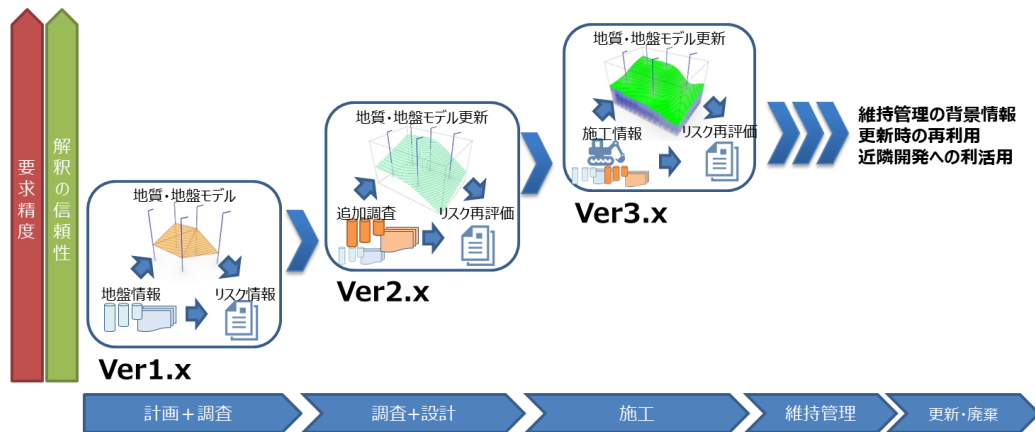 要求精度
解釈の信頼性
地質・地盤モデル
地盤情報
リスク情報
Ver1.x
地質・地盤モデル更新
追加調査
リスク再評価
Ver2.x
地質・地盤モデル更新
施工情報
リスク再評価
Ver3.x
維持管理の背景情報
更新時の再利用
近隣開発への利活用
計画＋調査
調査+設計
施工
維持管理
更新・廃棄